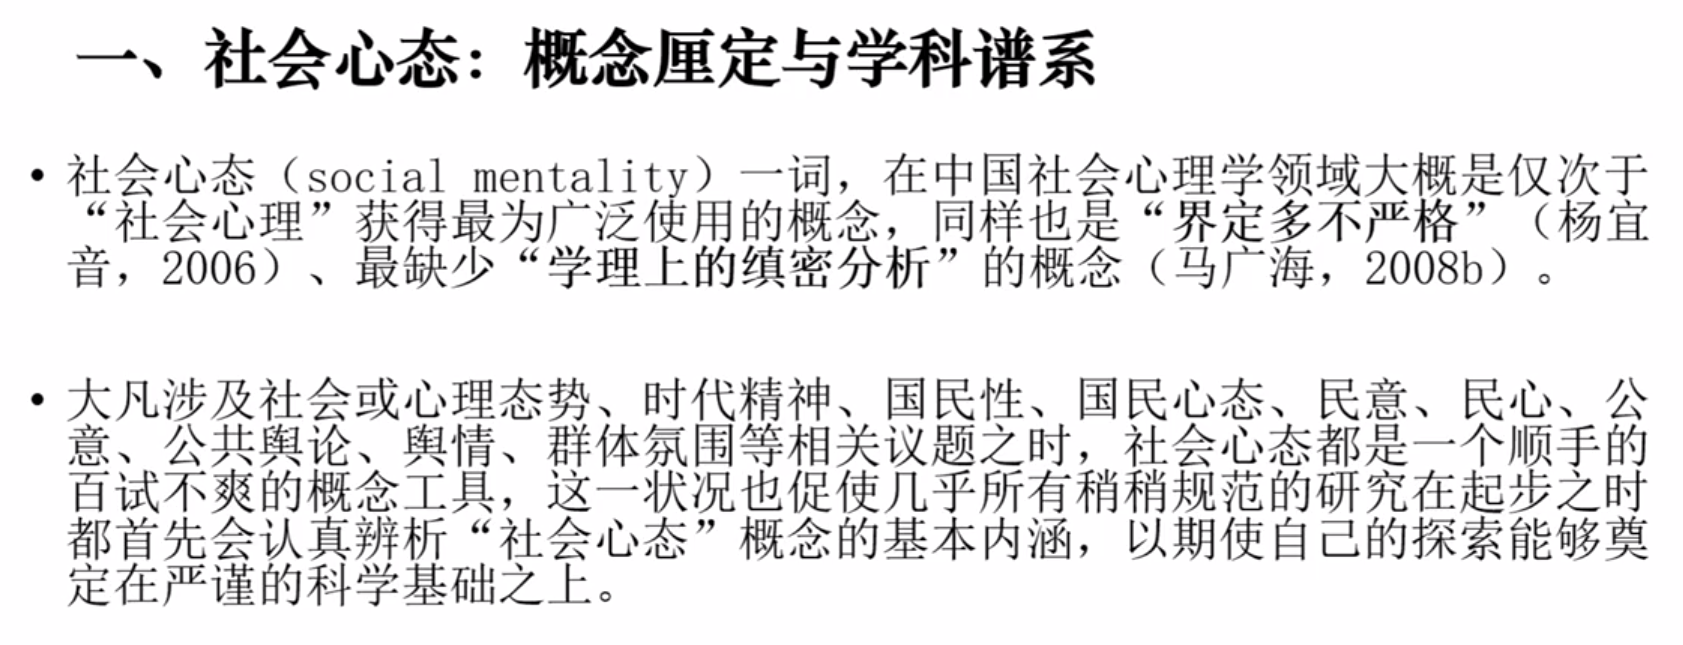 一、社会心态：概念厘定与学科谱系
• 社会心态（social mentality）一词，在中国社会心理学领域大概是仅次于
“社会心理”获得最为广泛使用的概念，同样也是“界定多不严格”（杨宜
音，2006）、最缺少“学理上的缜密分析”的概念（马广海，2008b）。
• 大凡涉及社会或心理态势、时代精神、国民性、国民心态、民意、民心、公
意、公共舆论、舆情、群体氛围等相关议题之时，社会心态都是一个顺手的
百试不爽的概念工具，这一状况也促使几乎所有稍稍规范的研究在起步之时
都首先会认真辨析“社会心态”概念的基本内涵，以期使自己的探索能够奠
定在严谨的科学基础之上。